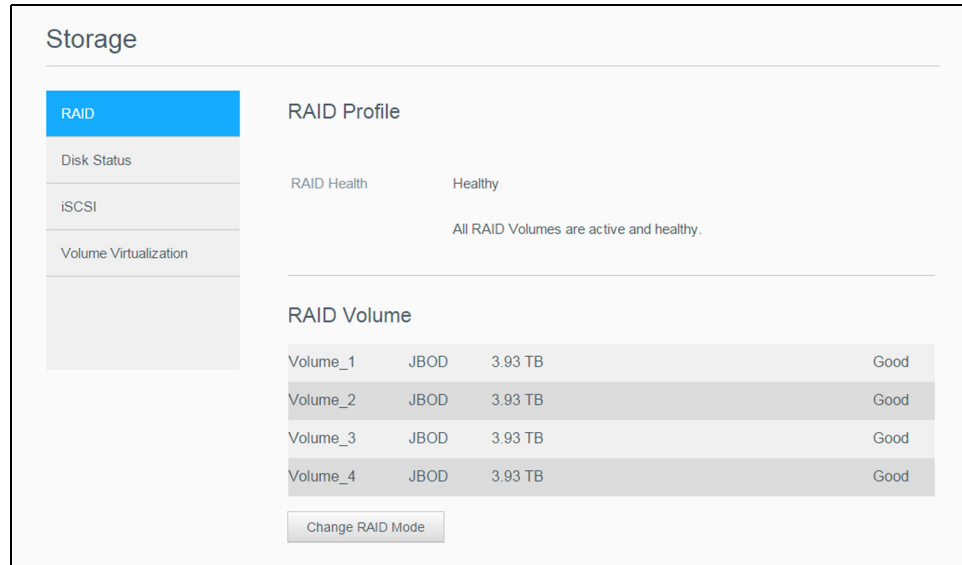 Storage
RAID
Disk Status
iSCSI
Volume Virtualization
RAID Profile
RAID Health Healthy
All RAID Volumes are active and healthy.
RAID Volume
Volume_1 JBOD 3.93 TB Good
Volume_2 JBOD 3.93 TB Good
Volume_3 JBOD 3.93 TB Good
Volume_4 JBOD 3.93 TB Good
Change RAID Mode